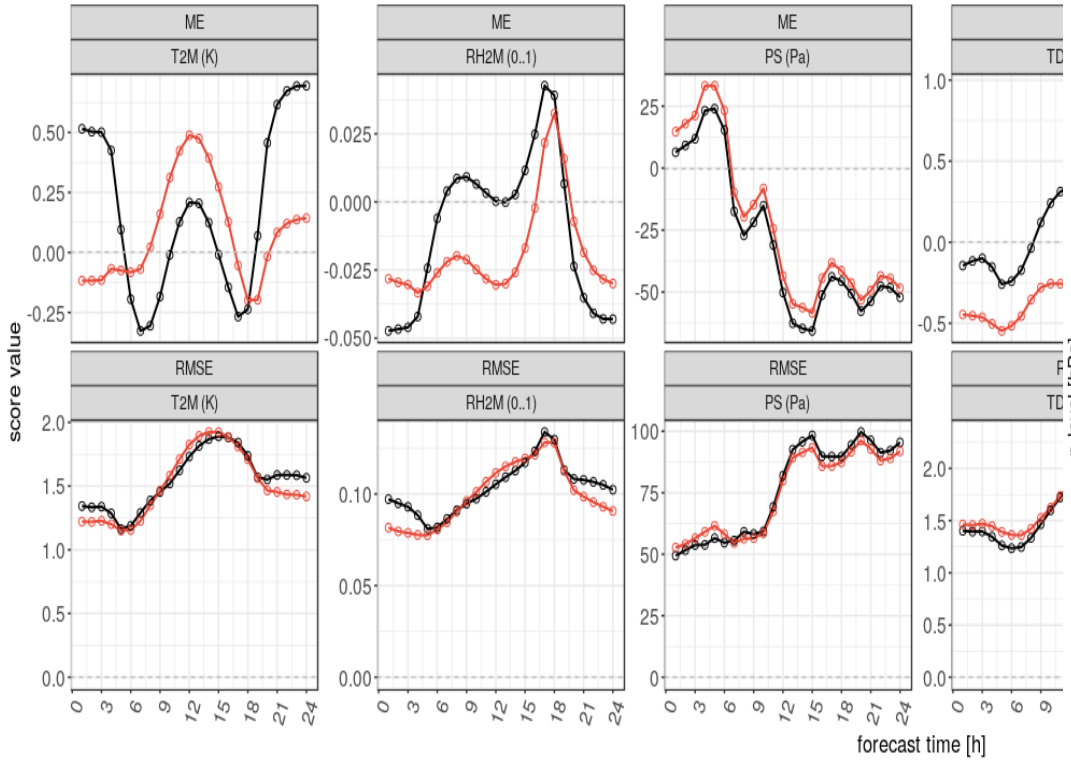 ME ME ME
T2M (K) RH2M (0..1) PS (Pa) TD
0.50 0.25 0.00 -0.25
0.025 0.000 -0.025 -0.050
25 0 -25 -50
1.0 0.5 0.0 -0.5
score value
RMSE RMSE RMSE
T2M (K) RH2M (0..1) PS (Pa) TD
2.0 1.5 1.0 0.5 0.0
0.10 0.05 0.00
100 75 50 25 0
2.0 1.5 1.0 0.5 0.0
0 3 6 9 12 15 18 21 24
0 3 6 9 12 15 18 21 24
0 3 6 9 12 15 18 21 24
0 3 6 9
forecast time [h]